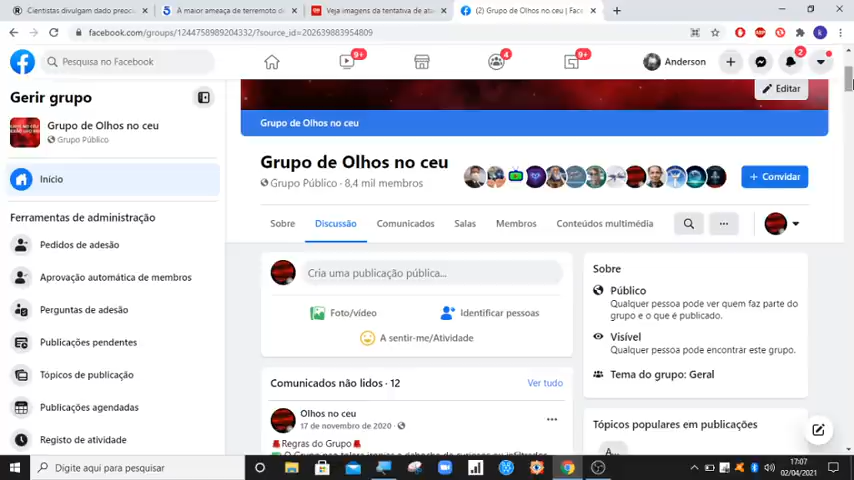 Cientistas divulgam dado preocu
A maior ameaça de terremoto d
Veja imagens da tentativa de ata
(2) Grupo de Olhos no ceu | Fac
facebook.com/groups/1244758989204332/?source_id=202639883954809
Pesquisa no Facebook
9+
4
9+
Anderson
2
Gerir grupo
Grupo de Olhos no ceu
Grupo Público
Início
Ferramentas de administração
Pedidos de adesão
Aprovação automática de membros
Perguntas de adesão
Publicações pendentes
Tópicos de publicação
Publicações agendadas
Registo de atividade
Editar
Grupo de Olhos no ceu
Grupo de Olhos no ceu
Grupo Público · 8,4 mil membros
+ Convidar
Sobre
Discussão
Comunicados
Salas
Membros
Conteúdos multimédia
Cria uma publicação pública...
Foto/vídeo
Identificar pessoas
A sentir-me/Atividade
Comunicados não lidos · 12
Ver tudo
Olhos no ceu
17 de novembro de 2020 ·
Regras do Grupo
Sobre
Público
Qualquer pessoa pode ver quem faz parte do
grupo e o que é publicado.
Visível
Qualquer pessoa pode encontrar este grupo.
Tema do grupo: Geral
Tópicos populares em publicações
A...
Digite aqui para pesquisar
17:07
02/04/2021